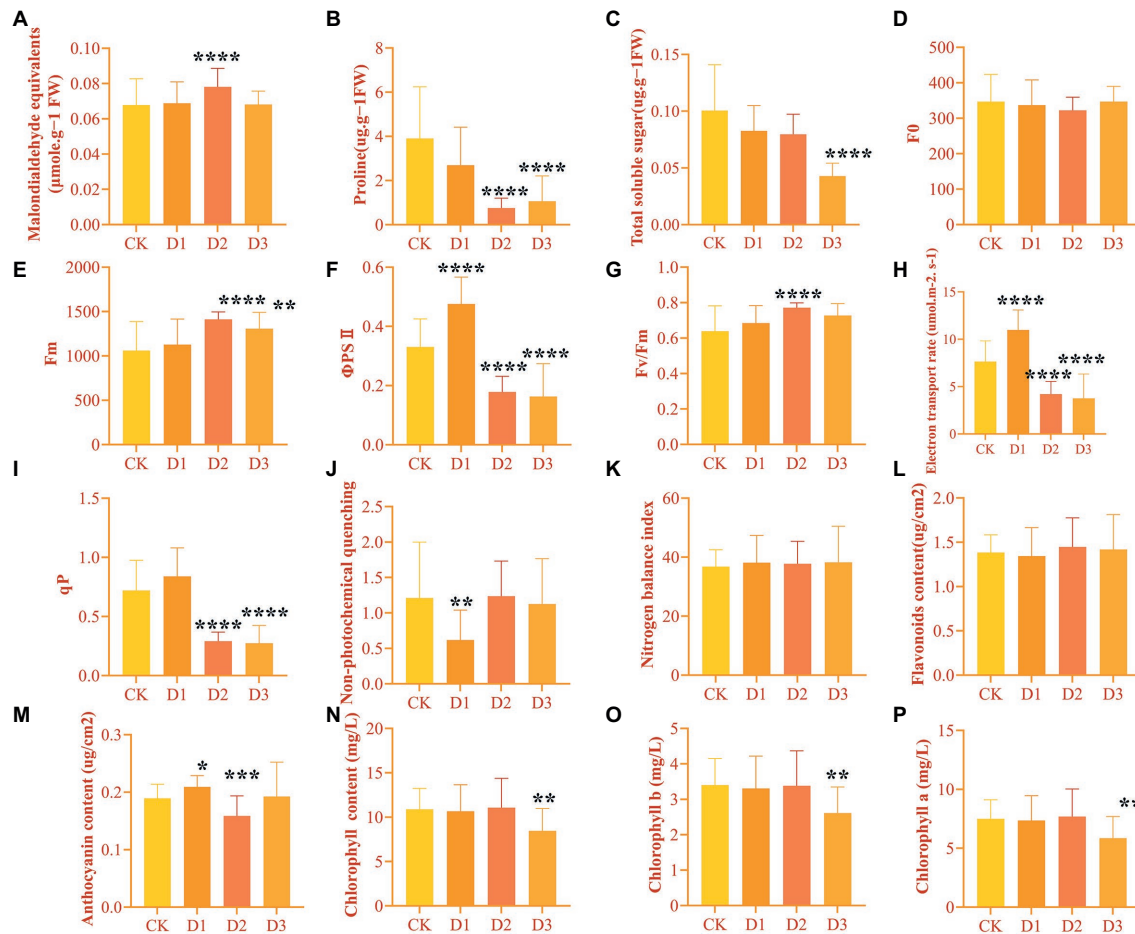 A
Malondialdehyde equivalents
(μmole.g−1 FW)
0.10
0.08
0.06
0.04
0.02
0.00
****
CK D1 D2 D3
B
Proline(ug.g−1FW)
8
6
4
2
0
**** ****
CK D1 D2 D3
C
Total soluble sugar(ug.g−1FW)
0.15
0.10
0.05
0.00
****
CK D1 D2 D3
D
F0
500
400
300
200
100
0
CK D1 D2 D3
E
Fm
2000
1500
1000
500
0
**** **
CK D1 D2 D3
F
ΦPS II
0.6
0.4
0.2
0.0
****
**** ****
CK D1 D2 D3
G
Fv/Fm
1.0
0.8
0.6
0.4
0.2
0.0
****
CK D1 D2 D3
H
Electron transport rate (umol.m-2. s-1)
15
10
5
0
****
**** ****
CK D1 D2 D3
I
qP
1.5
1.0
0.5
0.0
**** ****
CK D1 D2 D3
J
Non-photochemical quenching
2.5
2.0
1.5
1.0
0.5
0.0
**
CK D1 D2 D3
K
Nitrogen balance index
60
40
20
0
CK D1 D2 D3
L
Flavonoids content(ug/cm2)
2.0
1.5
1.0
0.5
0.0
CK D1 D2 D3
M
Anthocyanin content (ug/cm2)
0.3
0.2
0.1
0.0
* ***
CK D1 D2 D3
N
Chlorophyll content (mg/L)
20
15
10
5
0
**
CK D1 D2 D3
O
Chlorophyll b (mg/L)
5
4
3
2
1
0
**
CK D1 D2 D3
P
Chlorophyll a (mg/L)
15
10
5
0
**
CK D1 D2 D3